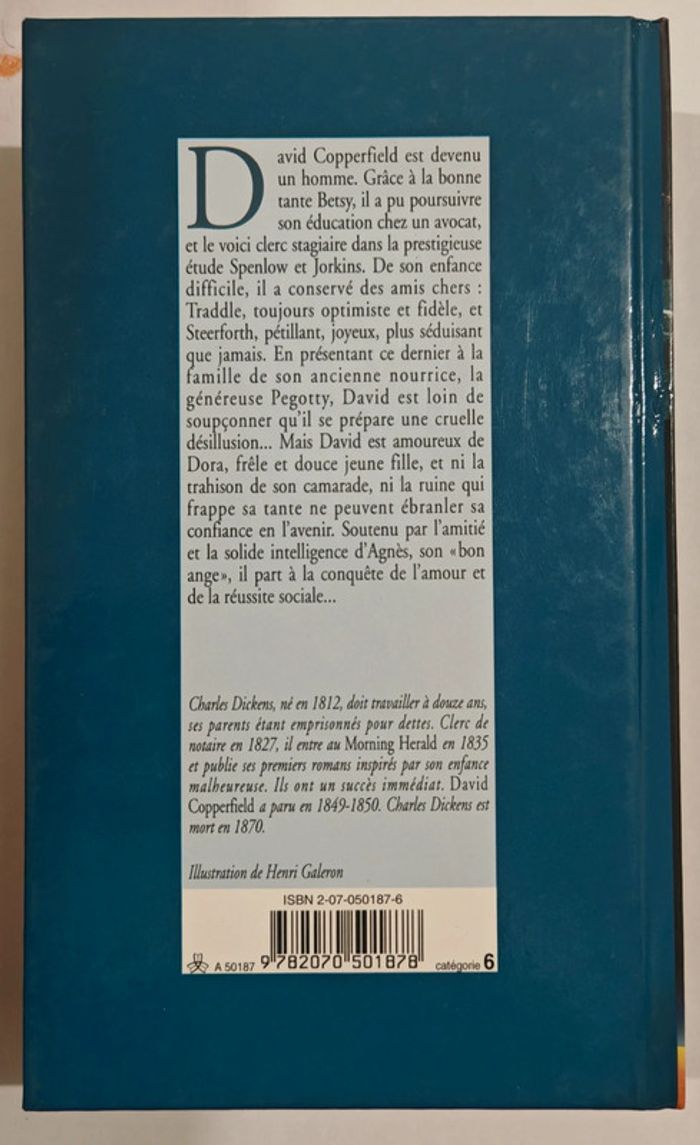 David Copperfield est devenu
un homme. Grâce à la bonne
tante Betsy, il a pu poursuivre
son éducation chez un avocat,
et le voici clerc stagiaire dans la prestigieuse
étude Spenlow et Jorkins. De son enfance
difficile, il a conservé des amis chers :
Traddle, toujours optimiste et fidèle, et
Steerforth, pétillant, joyeux, plus séduisant
que jamais. En présentant ce dernier à la
famille de son ancienne nourrice, la
généreuse Pegotty, David est loin de
soupçonner qu'il se prépare une cruelle
désillusion... Mais David est amoureux de
Dora, frêle et douce jeune fille, et ni la
trahison de son camarade, ni la ruine qui
frappe sa tante ne peuvent ébranler sa
confiance en l'avenir. Soutenu par l'amitié
et la solide intelligence d'Agnès, son «bon
ange», il part à la conquête de l'amour et
de la réussite sociale...
Charles Dickens, né en 1812, doit travailler à douze ans,
ses parents étant emprisonnés pour dettes. Clerc de
notaire en 1827, il entre au Morning Herald en 1835
et publie ses premiers romans inspirés par son enfance
malheureuse. Ils ont un succès immédiat. David
Copperfield a paru en 1849-1850. Charles Dickens est
mort en 1870.
Illustration de Henri Galeron
ISBN 2-07-050187-6
A 50187 9 782070 501878 catégorie 6